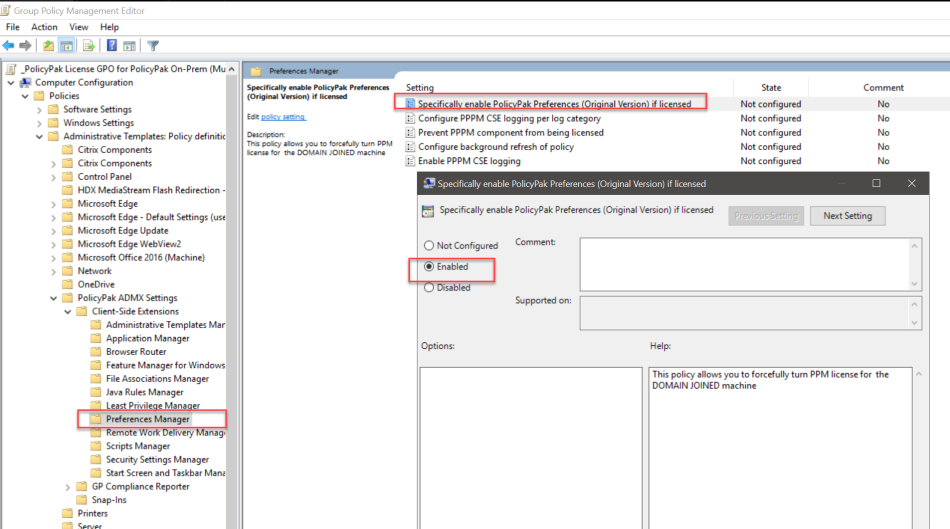 Group Policy Management Editor
File Action View Help
_PolicyPak License GPO for PolicyPak On-Prem (Mu
Computer Configuration
Policies
Software Settings
Windows Settings
Administrative Templates: Policy definitic
Citrix Components
Citrix Components
Control Panel
HDX MediaStream Flash Redirection -
Microsoft Edge
Microsoft Edge - Default Settings (use
Microsoft Edge Update
Microsoft Edge WebView2
Microsoft Office 2016 (Machine)
Network
OneDrive
PolicyPak ADMX Settings
Client-Side Extensions
Administrative Templates Mar
Application Manager
Browser Router
Feature Manager for Windows
File Associations Manager
Java Rules Manager
Least Privilege Manager
Preferences Manager
Remote Work Delivery Manage
Scripts Manager
Security Settings Manager
Start Screen and Taskbar Mana
GP Compliance Reporter
Snap-Ins
Printers
Server
Preferences Manager
Specifically enable PolicyPak Preferences
(Original Version) if licensed
Edit policy setting
Description:
This policy allows you to forcefully turn PPM
license for the DOMAIN JOINED machine
Setting State Comment
Specifically enable PolicyPak Preferences (Original Version) if licensed Not configured No
Configure PPPM CSE logging per log category Not configured No
Prevent PPPM component from being licensed Not configured No
Configure background refresh of policy Not configured No
Enable PPPM CSE logging Not configured No
Specifically enable PolicyPak Preferences (Original Version) if licensed
Specifically enable PolicyPak Preferences (Original Version) if licensed
Previous Setting Next Setting
Not Configured
Enabled
Disabled
Comment:
Supported on:
Options:
Help:
This policy allows you to forcefully turn PPM license for the
DOMAIN JOINED machine